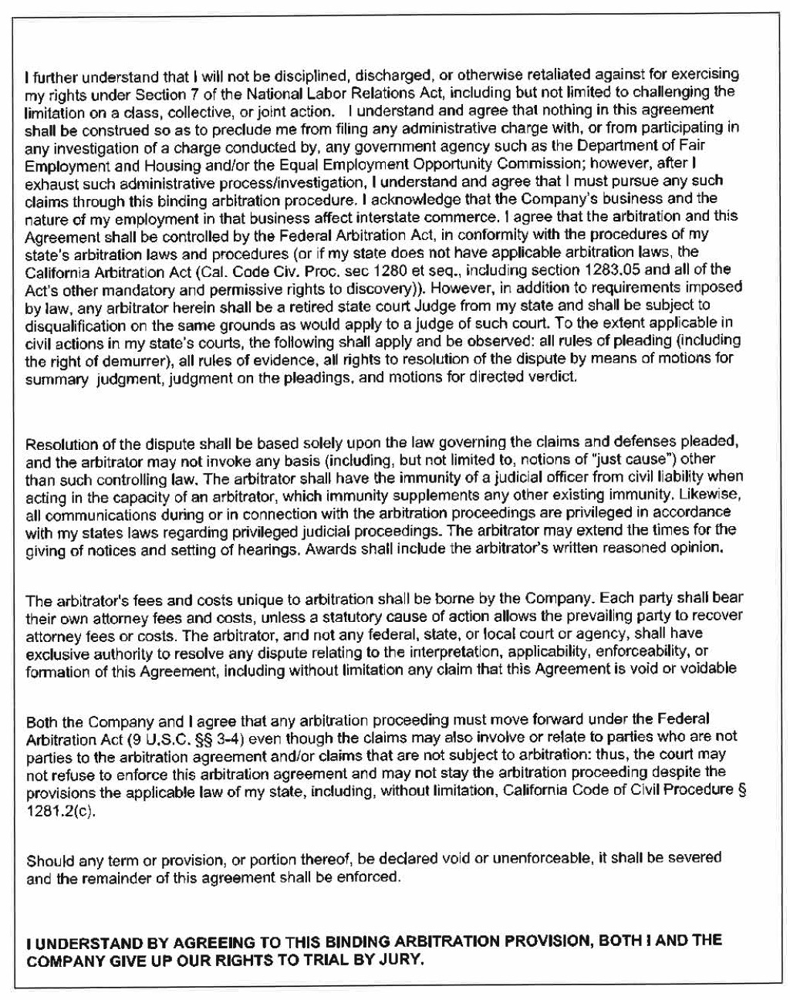 I further understand that I will not be disciplined, discharged, or otherwise retaliated against for exercising
my rights under Section 7 of the National Labor Relations Act, including but not limited to challenging the
limitation on a class, collective, or joint action. I understand and agree that nothing in this agreement
shall be construed so as to preclude me from filing any administrative charge with, or from participating in
any investigation of a charge conducted by, any government agency such as the Department of Fair
Employment and Housing and/or the Equal Employment Opportunity Commission; however, after I
exhaust such administrative process/investigation, I understand and agree that I must pursue any such
claims through this binding arbitration procedure. I acknowledge that the Company's business and the
nature of my employment in that business affect interstate commerce. I agree that the arbitration and this
Agreement shall be controlled by the Federal Arbitration Act, in conformity with the procedures of my
state's arbitration laws and procedures (or if my state does not have applicable arbitration laws, the
California Arbitration Act (Cal. Code Civ. Proc. sec 1280 et seq., including section 1283.05 and all of the
Act's other mandatory and permissive rights to discovery)). However, in addition to requirements imposed
by law, any arbitrator herein shall be a retired state court Judge from my state and shall be subject to
disqualification on the same grounds as would apply to a judge of such court. To the extent applicable in
civil actions in my state's courts, the following shall apply and be observed: all rules of pleading (including
the right of demurrer), all rules of evidence, all rights to resolution of the dispute by means of motions for
summary judgment, judgment on the pleadings, and motions for directed verdict.
Resolution of the dispute shall be based solely upon the law governing the claims and defenses pleaded,
and the arbitrator may not invoke any basis (including, but not limited to, notions of "just cause") other
than such controlling law. The arbitrator shall have the immunity of a judicial officer from civil liability when
acting in the capacity of an arbitrator, which immunity supplements any other existing immunity. Likewise,
all communications during or in connection with the arbitration proceedings are privileged in accordance
with my states laws regarding privileged judicial proceedings. The arbitrator may extend the times for the
giving of notices and setting of hearings. Awards shall include the arbitrator's written reasoned opinion.
The arbitrator's fees and costs unique to arbitration shall be borne by the Company. Each party shall bear
their own attorney fees and costs, unless a statutory cause of action allows the prevailing party to recover
attorney fees or costs. The arbitrator, and not any federal, state, or local court or agency, shall have
exclusive authority to resolve any dispute relating to the interpretation, applicability, enforceability, or
formation of this Agreement, including without limitation any claim that this Agreement is void or voidable
Both the Company and I agree that any arbitration proceeding must move forward under the Federal
Arbitration Act (9 U.S.C. §§ 3-4) even though the claims may also involve or relate to parties who are not
parties to the arbitration agreement and/or claims that are not subject to arbitration: thus, the court may
not refuse to enforce this arbitration agreement and may not stay the arbitration proceeding despite the
provisions the applicable law of my state, including, without limitation, California Code of Civil Procedure §
1281.2(c).
Should any term or provision, or portion thereof, be declared void or unenforceable, it shall be severed
and the remainder of this agreement shall be enforced.
I UNDERSTAND BY AGREEING TO THIS BINDING ARBITRATION PROVISION, BOTH I AND THE
COMPANY GIVE UP OUR RIGHTS TO TRIAL BY JURY.